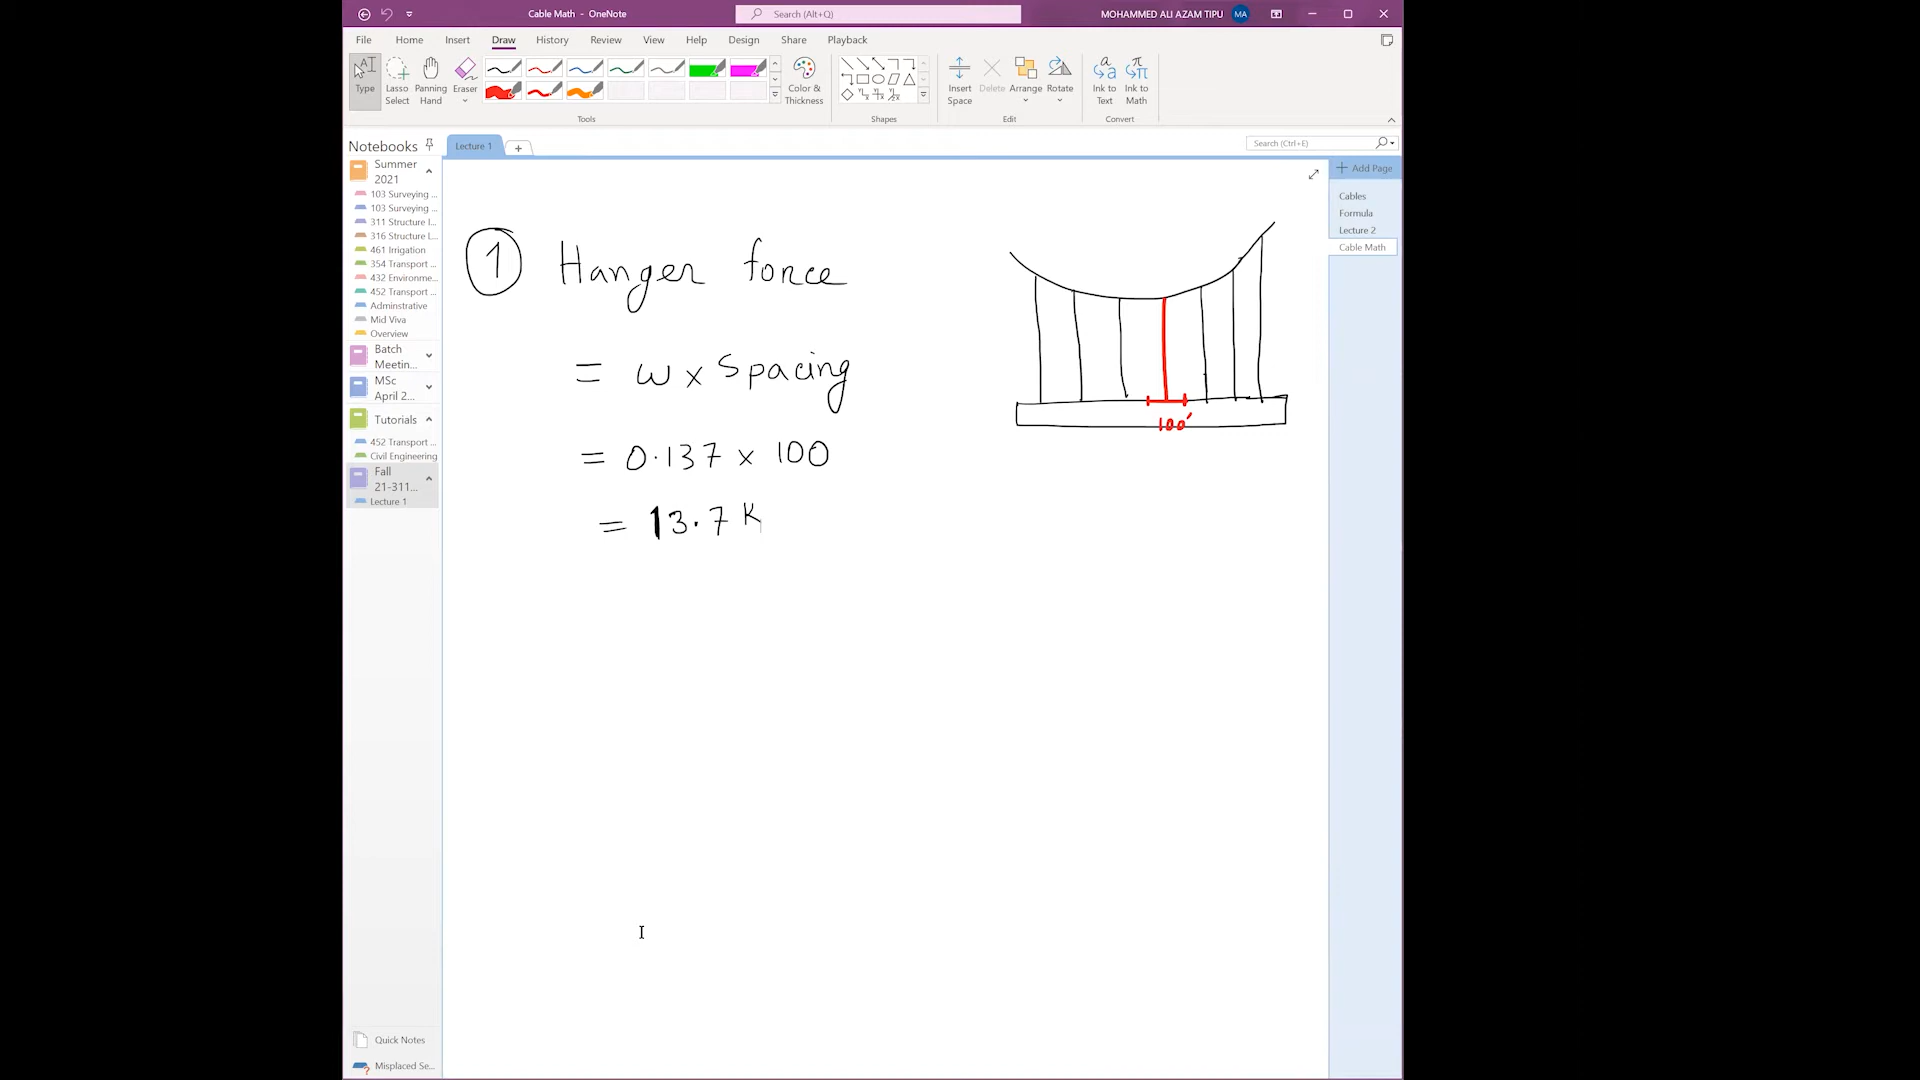 Cable Math - OneNote
Search (Alt+Q)
MOHAMMED ALI AZAM TIPU
MA
File Home Insert Draw History Review View Help Design Share Playback
Type
Lasso Select
Panning Hand
Eraser
Color & Thickness
Insert Space
Delete
Arrange
Rotate
Ink to Text
Ink to Math
Tools
Shapes
Edit
Convert
Notebooks
Lecture 1
Search (Ctrl+E)
Summer 2021
103 Surveying ...
103 Surveying ...
311 Structure I...
316 Structure L...
461 Irrigation
354 Transport ...
432 Environme...
452 Transport ...
Adminstrative
Mid Viva
Overview
Batch Meetin...
MSc April 2...
Tutorials
452 Transport ...
Civil Engineering
Fall 21-311...
Lecture 1
Quick Notes
Misplaced Se...
1 Hanger force
= w x Spacing
= 0.137 x 100
= 13.7 K
100'
Add Page
Cables
Formula
Lecture 2
Cable Math